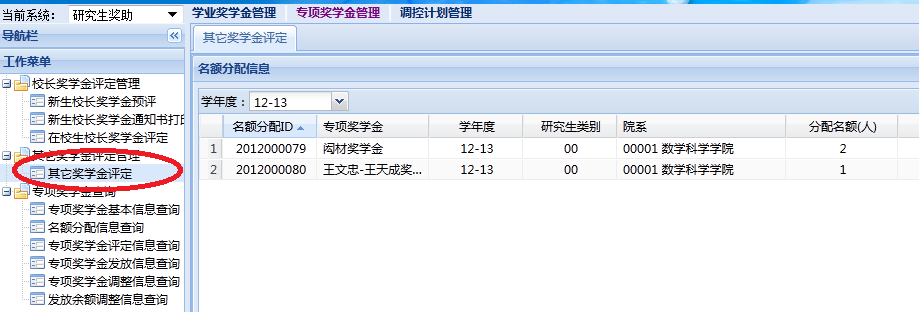 当前系统: 研究生奖助
学业奖学金管理 专项奖学金管理 调控计划管理
导航栏
其它奖学金评定
工作菜单
名额分配信息
校长奖学金评定管理
新生校长奖学金预评
新生校长奖学金通知书打印
在校生校长奖学金评定
其它奖学金评定管理
其它奖学金评定
专项奖学金查询
专项奖学金基本信息查询
名额分配信息查询
专项奖学金评定信息查询
专项奖学金发放信息查询
专项奖学金调整信息查询
发放余额调整信息查询
学年度: 12-13
名额分配ID 专项奖学金 学年度 研究生类别 院系 分配名额(人)
1 2012000079 闳材奖学金 12-13 00 00001 数学科学学院 2
2 2012000080 王文忠-王天成奖... 12-13 00 00001 数学科学学院 1